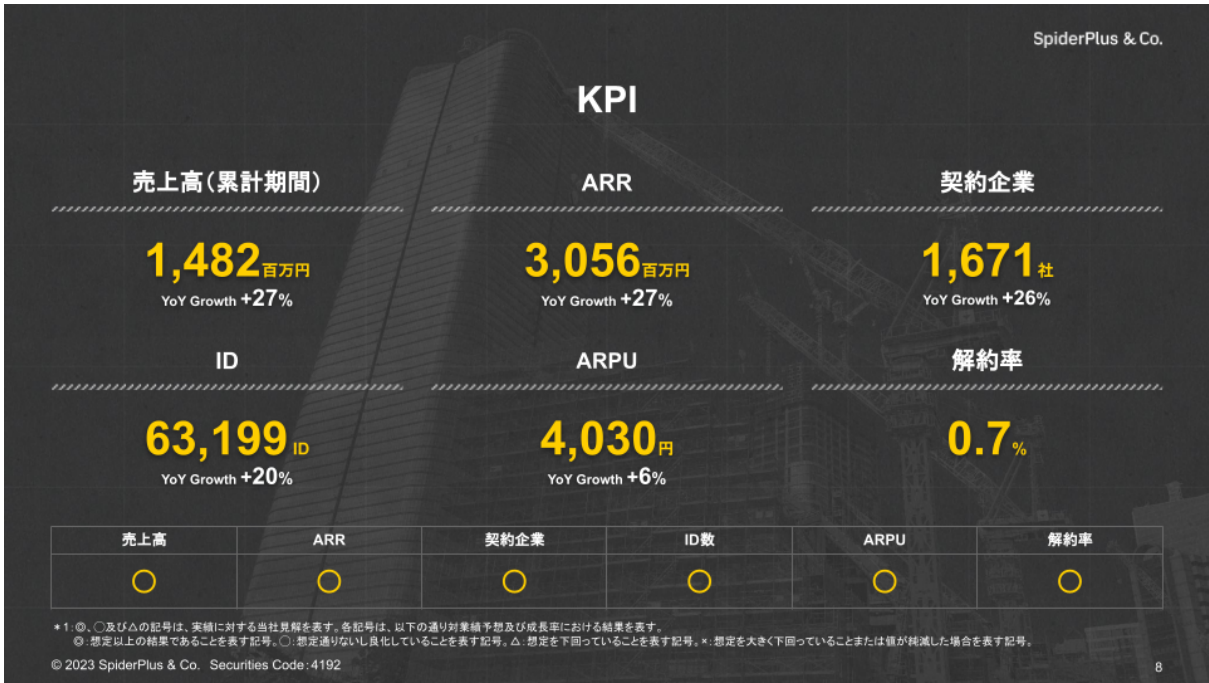 SpiderPlus & Co.
KPI
売上高(累計期間)
ARR
契約企業
1,482百万円
YoY Growth +27%
3,056百万円
YoY Growth +27%
1,671社
YoY Growth +26%
ID
ARPU
解約率
63,199 ID
YoY Growth +20%
4,030円
YoY Growth +6%
0.7%
売上高 ARR 契約企業 ID数 ARPU 解約率
○ ○ ○ ○ ○ ○
*1:◎、○及び△の記号は、実績に対する当社見解を表す。各記号は、以下の通り対業績予想及び成長率における結果を表す。
◎:想定以上の結果であることを表す記号。○:想定通りないし良化していることを表す記号。△:想定を下回っていることを表す記号。×:想定を大きく下回っていることまたは値が純減した場合を表す記号。
© 2023 SpiderPlus & Co. Securities Code:4192
8